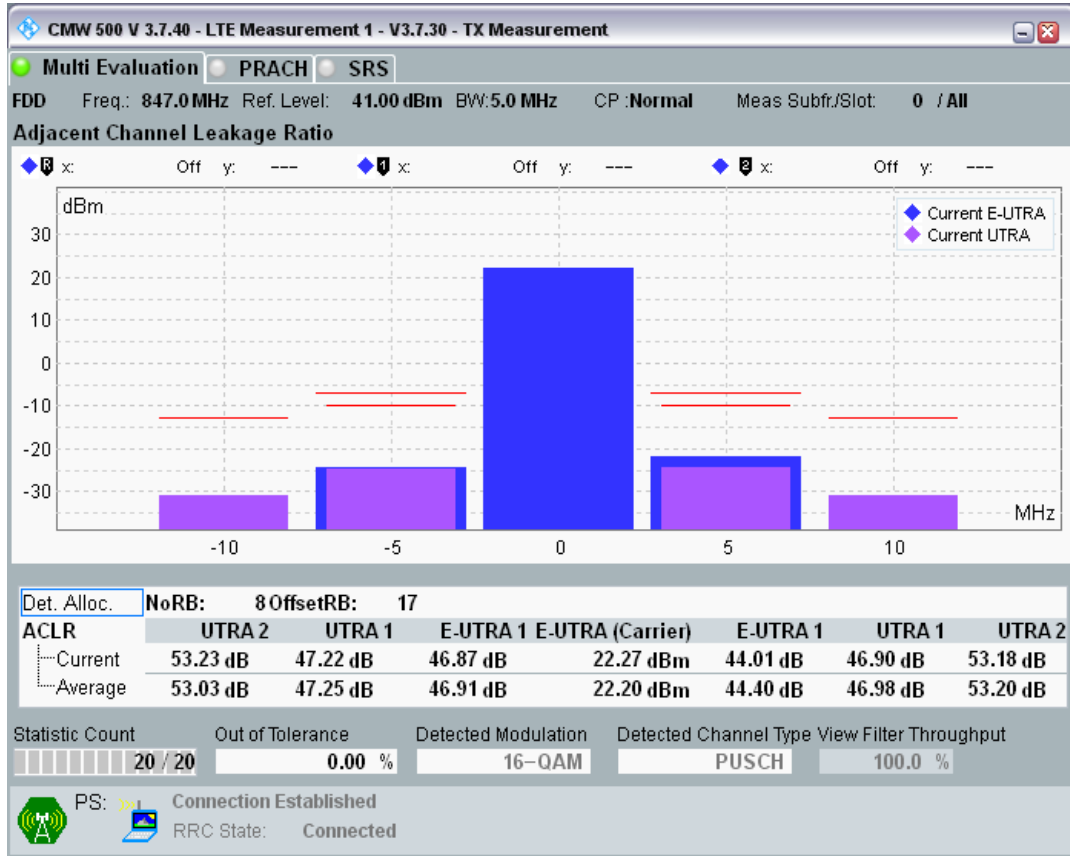 CMW 500 V 3.7.40 - LTE Measurement 1 - V3.7.30 - TX Measurement
Multi Evaluation PRACH SRS
FDD Freq.: 847.0 MHz Ref. Level: 41.00 dBm BW: 5.0 MHz CP :Normal Meas Subfr./Slot: 0 / All
Adjacent Channel Leakage Ratio
R x: Off y: --- 1 x: Off y: --- 2 x: Off y: ---
dBm
Current E-UTRA
Current UTRA
30
20
10
0
-10
-20
-30
MHz
-10 -5 0 5 10
Det. Alloc. NoRB: 8 OffsetRB: 17
ACLR UTRA 2 UTRA 1 E-UTRA 1 E-UTRA (Carrier) E-UTRA 1 UTRA 1 UTRA 2
Current 53.23 dB 47.22 dB 46.87 dB 22.27 dBm 44.01 dB 46.90 dB 53.18 dB
Average 53.03 dB 47.25 dB 46.91 dB 22.20 dBm 44.40 dB 46.98 dB 53.20 dB
Statistic Count Out of Tolerance Detected Modulation Detected Channel Type View Filter Throughput
20 / 20 0.00 % 16-QAM PUSCH 100.0 %
PS: Connection Established
RRC State: Connected